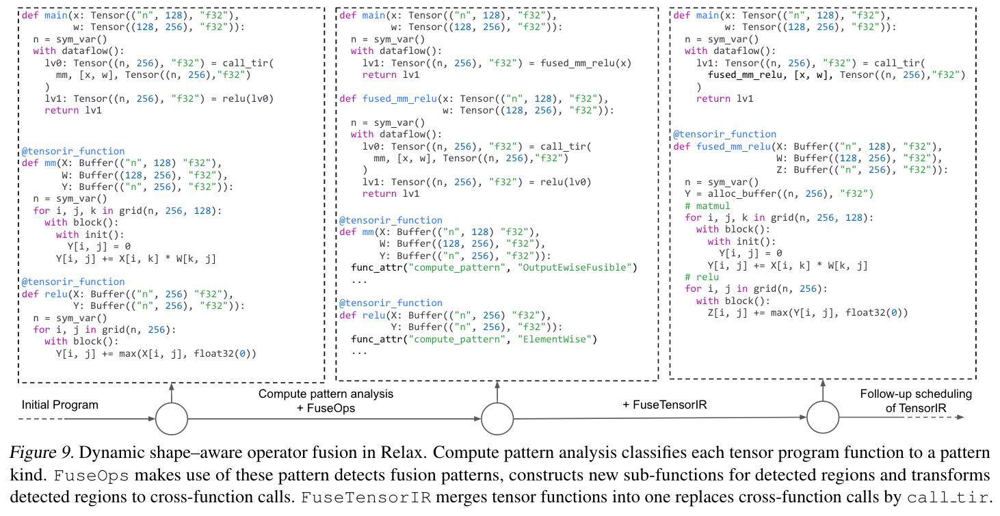 def main(x: Tensor(("n", 128), "f32"),
         w: Tensor((128, 256), "f32")):
  n = sym_var()
  with dataflow():
    lv0: Tensor((n, 256), "f32") = call_tir(
      mm, [x, w], Tensor((n, 256),"f32")
    )
    lv1: Tensor((n, 256), "f32") = relu(lv0)
    return lv1
@tensorir_function
def mm(X: Buffer(("n", 128) "f32"),
       W: Buffer((128, 256), "f32"),
       Y: Buffer(("n", 256), "f32")):
  n = sym_var()
  for i, j, k in grid(n, 256, 128):
    with block():
      with init():
        Y[i, j] = 0
      Y[i, j] += X[i, k] * W[k, j]
@tensorir_function
def relu(X: Buffer(("n", 256) "f32"),
         Y: Buffer(("n", 256), "f32")):
  n = sym_var()
  for i, j in grid(n, 256):
    with block():
      Y[i, j] += max(X[i, j], float32(0))
def main(x: Tensor(("n", 128), "f32"),
         w: Tensor((128, 256), "f32")):
  n = sym_var()
  with dataflow():
    lv1: Tensor((n, 256), "f32") = fused_mm_relu(x)
    return lv1
def fused_mm_relu(x: Tensor(("n", 128), "f32"),
                  w: Tensor((128, 256), "f32")):
  n = sym_var()
  with dataflow():
    lv0: Tensor((n, 256), "f32") = call_tir(
      mm, [x, w], Tensor((n, 256),"f32")
    )
    lv1: Tensor((n, 256), "f32") = relu(lv0)
    return lv1
@tensorir_function
def mm(X: Buffer(("n", 128) "f32"),
       W: Buffer((128, 256), "f32"),
       Y: Buffer(("n", 256), "f32")):
  func_attr("compute_pattern", "OutputEwiseFusible")
  ...
@tensorir_function
def relu(X: Buffer(("n", 256) "f32"),
         Y: Buffer(("n", 256), "f32")):
  func_attr("compute_pattern", "ElementWise")
  ...
def main(x: Tensor(("n", 128), "f32"),
         w: Tensor((128, 256), "f32")):
  n = sym_var()
  with dataflow():
    lv1: Tensor((n, 256), "f32") = call_tir(
      fused_mm_relu, [x, w], Tensor((n, 256),"f32")
    )
    return lv1
@tensorir_function
def fused_mm_relu(X: Buffer(("n", 128), "f32"),
                  W: Buffer((128, 256), "f32"),
                  Z: Buffer(("n", 256), "f32")):
  n = sym_var()
  Y = alloc_buffer((n, 256), "f32")
  # matmul
  for i, j, k in grid(n, 256, 128):
    with block():
      with init():
        Y[i, j] = 0
      Y[i, j] += X[i, k] * W[k, j]
  # relu
  for i, j in grid(n, 256):
    with block():
      Z[i, j] += max(Y[i, j], float32(0))
Initial Program
Compute pattern analysis
+ FuseOps
+ FuseTensorIR
Follow-up scheduling
of TensorIR
Figure 9. Dynamic shape–aware operator fusion in Relax. Compute pattern analysis classifies each tensor program function to a pattern
kind. FuseOps makes use of these pattern detects fusion patterns, constructs new sub-functions for detected regions and transforms
detected regions to cross-function calls. FuseTensorIR merges tensor functions into one replaces cross-function calls by call_tir.